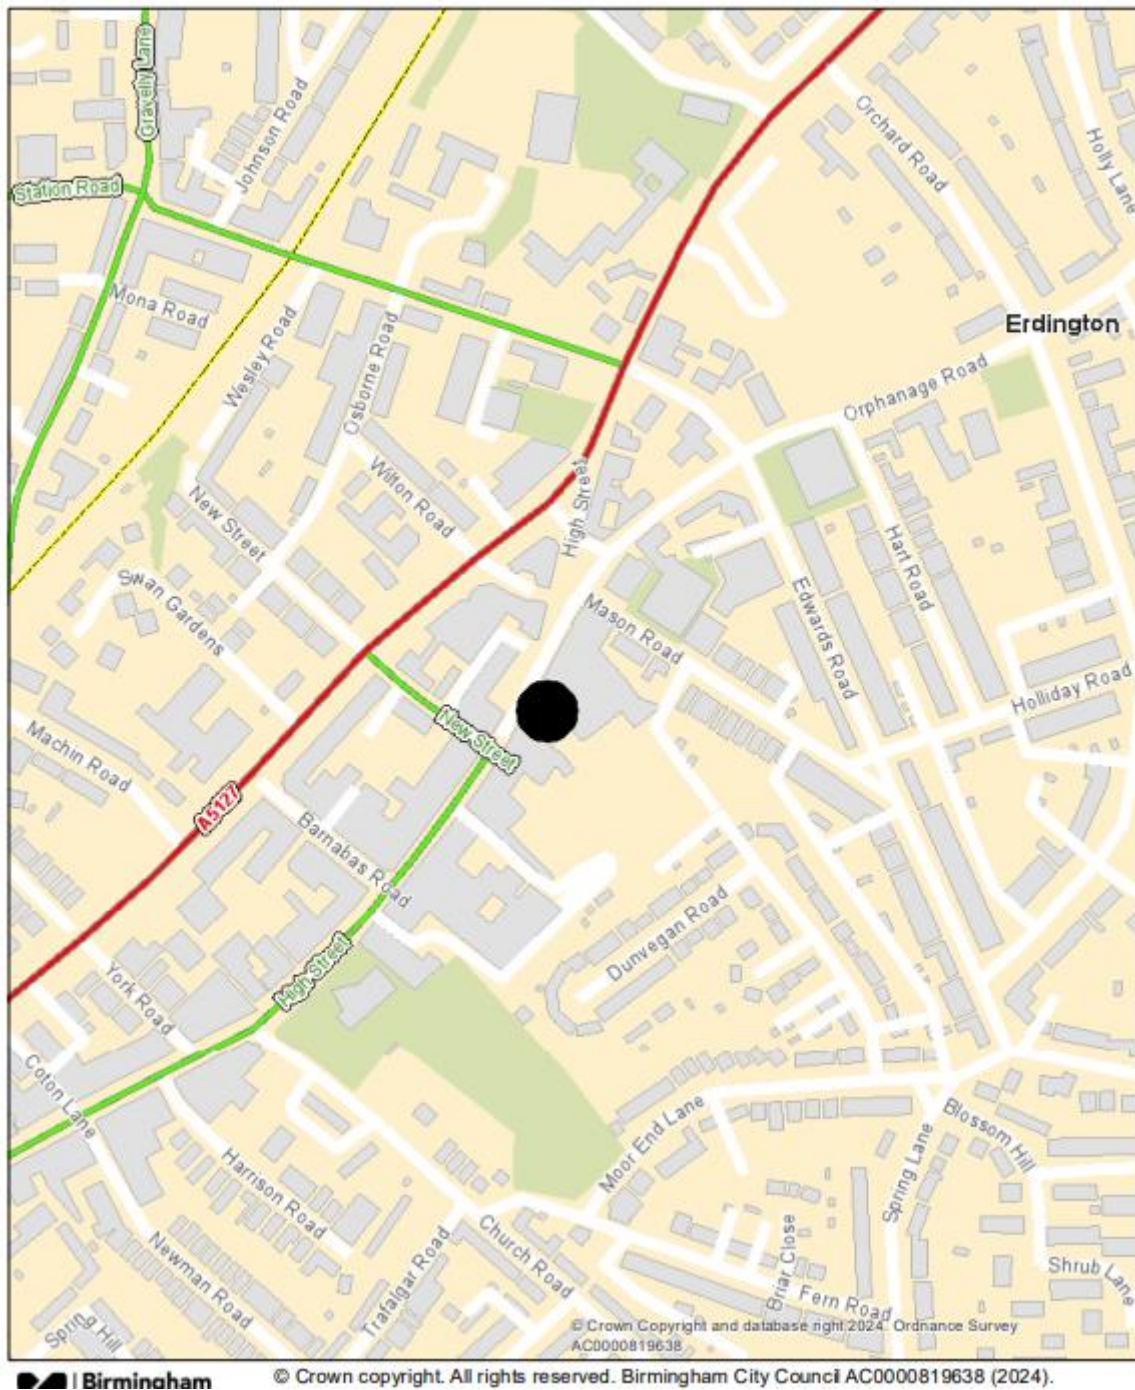 Gravelly Lane
Johnson Road
Orchard Road
Holly Lane
Station Road
Mona Road
Wesley Road
Osborne Road
Erdington
Orphanage Road
Wilton Road
High Street
New Street
Hart Road
Swan Gardens
Mason Road
Edwards Road
Holliday Road
New Street
Machin Road
A5127
Barnabas Road
Dunvegan Road
High Street
York Road
Coton Lane
Moor End Lane
Blossom Hill
Spring Lane
Harrison Road
Church Road
Newman Road
Trafalgar Road
Briar Close
Shrub Lane
Fern Road
Spring Hill
© Crown Copyright and database right 2024. Ordnance Survey
AC0000819638
Birmingham
© Crown copyright. All rights reserved. Birmingham City Council AC0000819638 (2024).